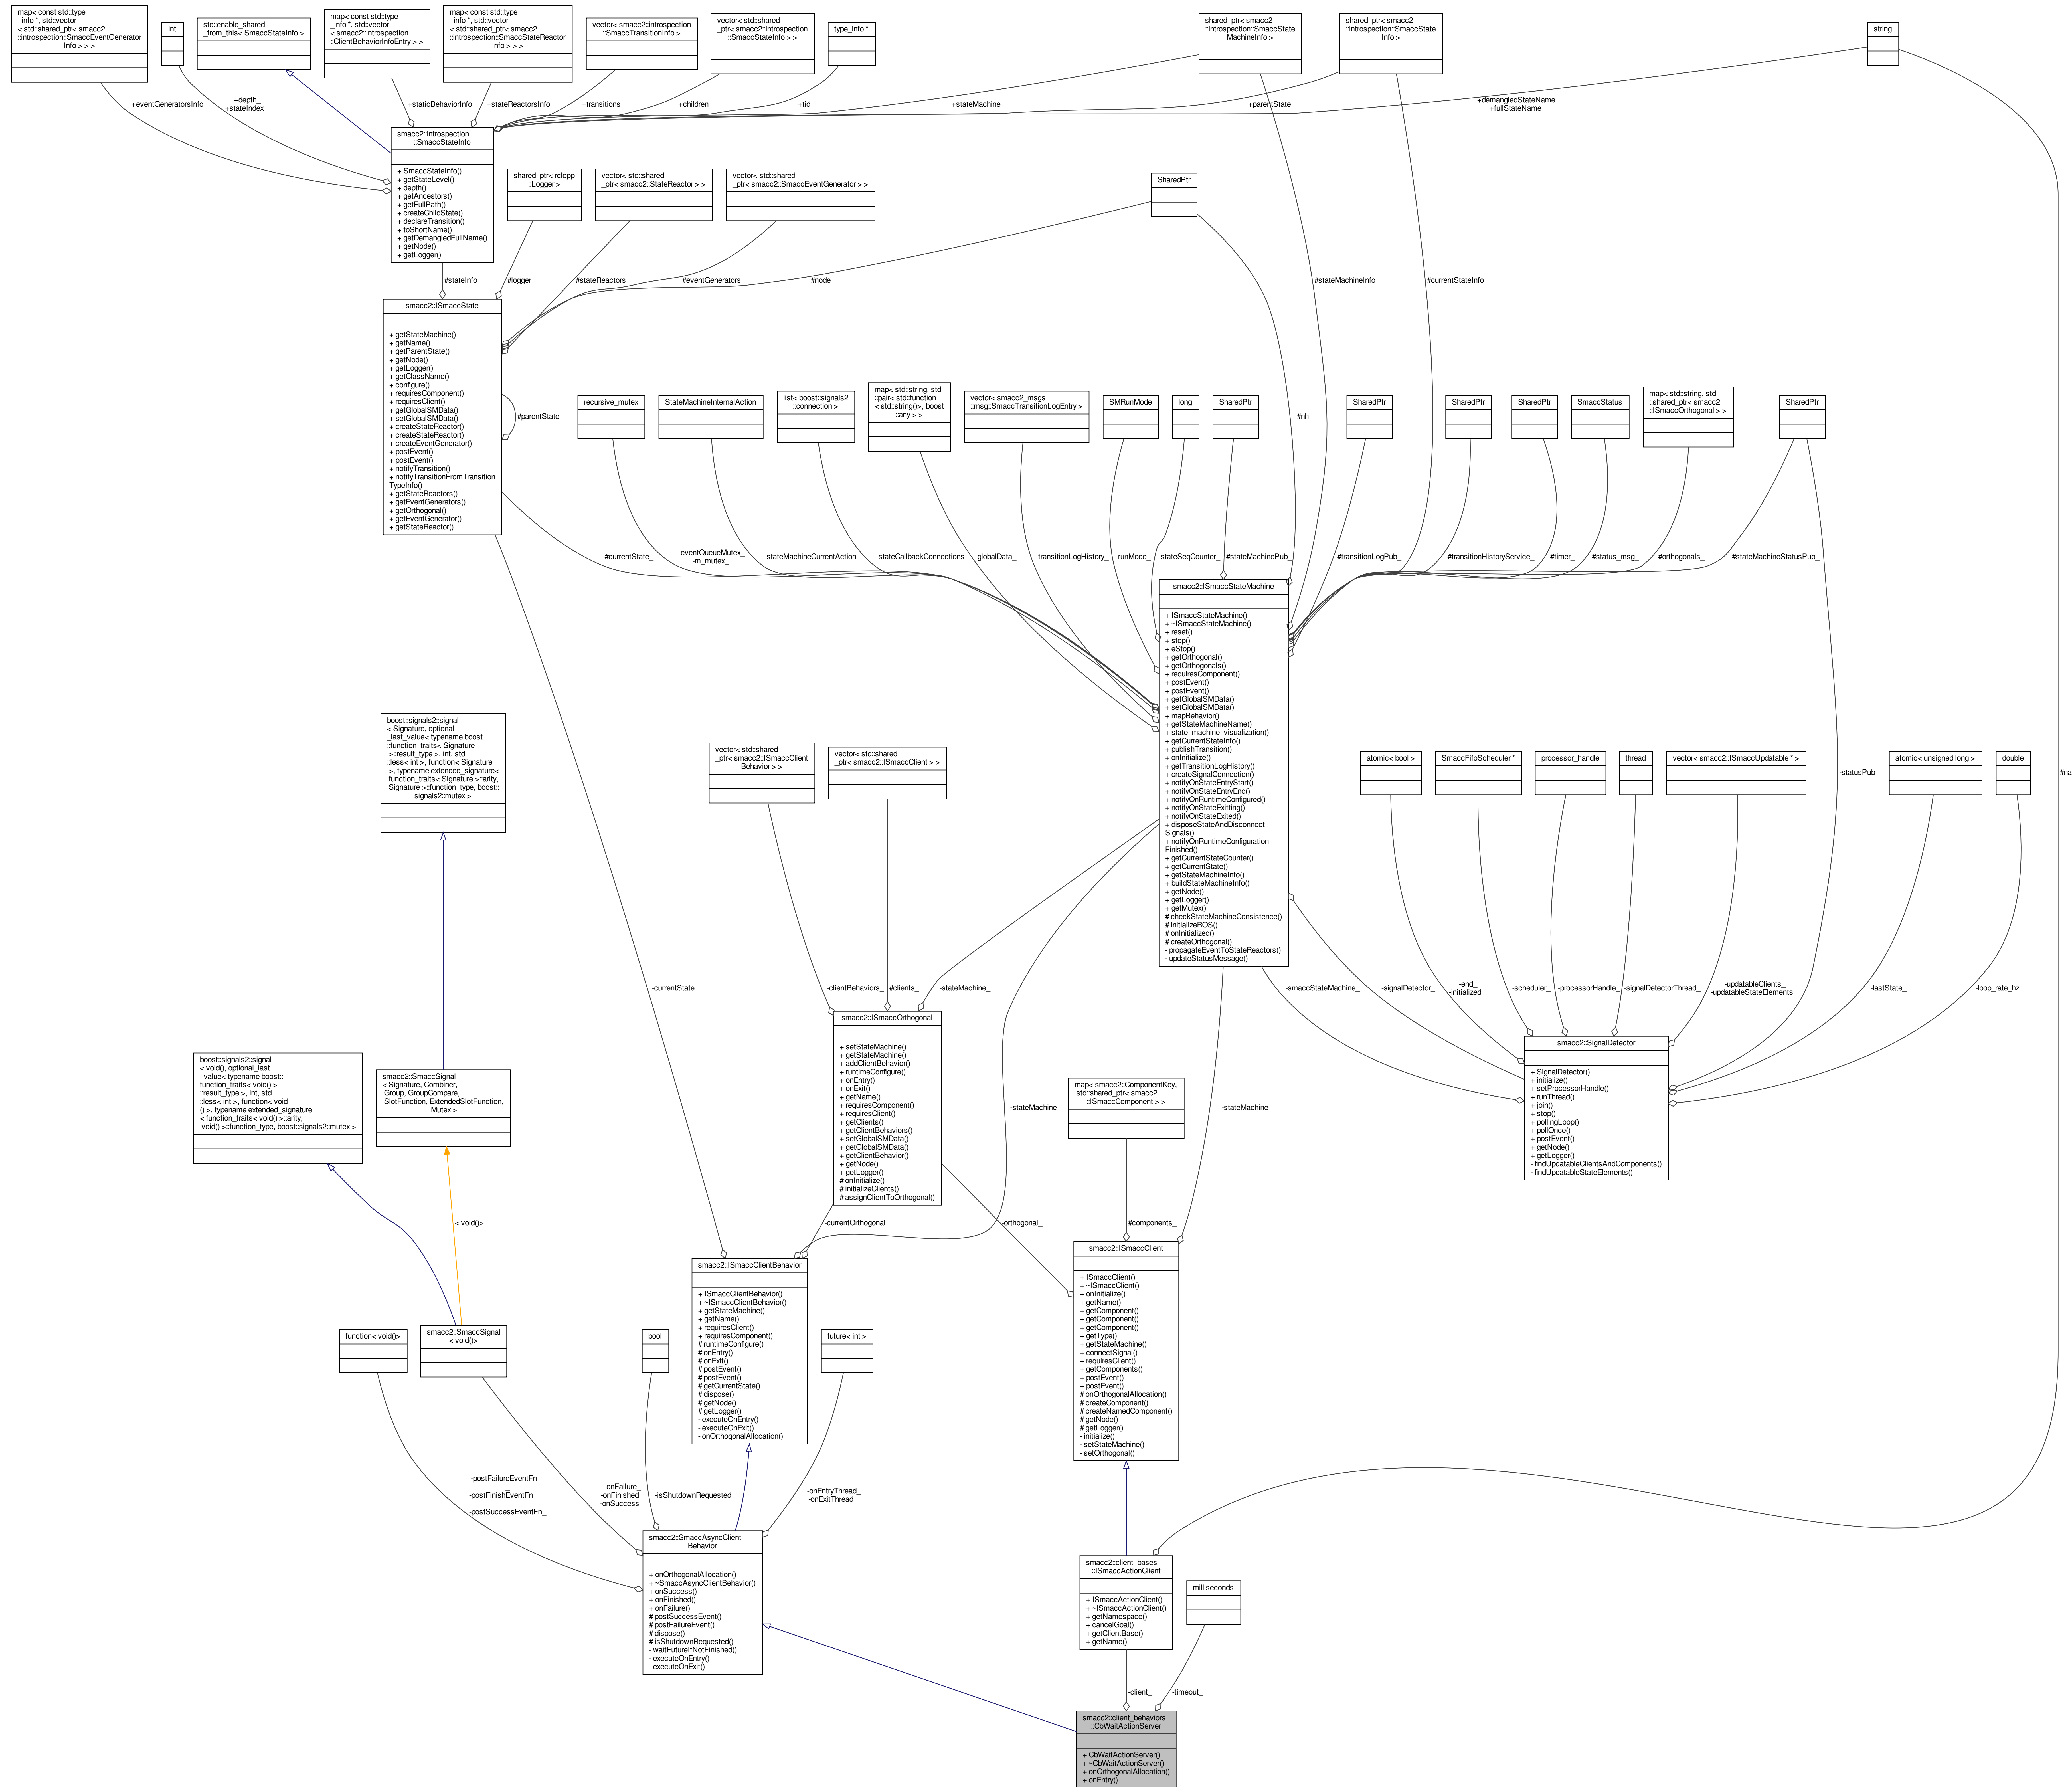 map< const std::type
_info *, std::vector
< std::shared_ptr< smacc2
::introspection::SmaccEventGenerator
Info > > >
int
std::enable_shared
_from_this< SmaccStateInfo >
map< const std::type
_info *, std::vector
< smacc2::introspection
::ClientBehaviorInfoEntry > >
map< const std::type
_info *, std::vector
< std::shared_ptr< smacc2
::introspection::SmaccStateReactor
Info > > >
vector< smacc2::introspection
::SmaccTransitionInfo >
vector< std::shared
_ptr< smacc2::introspection
::SmaccStateInfo > >
type_info *
shared_ptr< smacc2
::introspection::SmaccState
MachineInfo >
shared_ptr< smacc2
::introspection::SmaccState
Info >
string
+eventGeneratorsInfo
+depth_
+stateIndex_
+staticBehaviorInfo
+stateReactorsInfo
+transitions_
+children_
+tid_
+stateMachine_
+parentState_
+demangledStateName
+fullStateName
smacc2::introspection
::SmaccStateInfo
+ SmaccStateInfo()
+ getStateLevel()
+ depth()
+ getAncestors()
+ getFullPath()
+ createChildState()
+ declareTransition()
+ toShortName()
+ getDemangledFullName()
+ getNode()
+ getLogger()
shared_ptr< rclcpp
::Logger >
vector< std::shared
_ptr< smacc2::StateReactor > >
vector< std::shared
_ptr< smacc2::SmaccEventGenerator > >
SharedPtr
#stateInfo_
#logger_
#stateReactors_
#eventGenerators_
#node_
#stateMachineInfo_
#currentStateInfo_
smacc2::ISmaccState
+ getStateMachine()
+ getName()
+ getParentState()
+ getNode()
+ getLogger()
+ getClassName()
+ configure()
+ requiresComponent()
+ requiresClient()
+ getGlobalSMData()
+ setGlobalSMData()
+ createStateReactor()
+ createStateReactor()
+ createEventGenerator()
+ postEvent()
+ postEvent()
+ notifyTransition()
+ notifyTransitionFromTransition
TypeInfo()
+ getStateReactors()
+ getEventGenerators()
+ getOrthogonal()
+ getEventGenerator()
+ getStateReactor()
#parentState_
#nh_
recursive_mutex
StateMachineInternalAction
list< boost::signals2
::connection >
map< std::string, std
::pair< std::function
< std::string()>, boost
::any > >
vector< smacc2_msgs
::msg::SmaccTransitionLogEntry >
SMRunMode
long
SharedPtr
SharedPtr
SharedPtr
SharedPtr
SmaccStatus
map< std::string, std
::shared_ptr< smacc2
::ISmaccOrthogonal > >
SharedPtr
#currentState_
-eventQueueMutex_
-m_mutex_
-stateMachineCurrentAction
-stateCallbackConnections
-globalData_
-transitionLogHistory_
-runMode_
-stateSeqCounter_
#stateMachinePub_
#transitionLogPub_
#transitionHistoryService_
#timer_
#status_msg_
#orthogonals_
#stateMachineStatusPub_
smacc2::ISmaccStateMachine
+ ISmaccStateMachine()
+ ~ISmaccStateMachine()
+ reset()
+ stop()
+ eStop()
+ getOrthogonal()
+ getOrthogonals()
+ requiresComponent()
+ postEvent()
+ postEvent()
+ getGlobalSMData()
+ setGlobalSMData()
+ mapBehavior()
+ getStateMachineName()
+ state_machine_visualization()
+ getCurrentStateInfo()
+ publishTransition()
+ onInitialize()
+ getTransitionLogHistory()
+ createSignalConnection()
+ notifyOnStateEntryStart()
+ notifyOnStateEntryEnd()
+ notifyOnRuntimeConfigured()
+ notifyOnStateExitting()
+ notifyOnStateExited()
+ disposeStateAndDisconnect
Signals()
+ notifyOnRuntimeConfiguration
Finished()
+ getCurrentStateCounter()
+ getCurrentState()
+ getStateMachineInfo()
+ buildStateMachineInfo()
+ getNode()
+ getLogger()
+ getMutex()
# checkStateMachineConsistence()
# initializeROS()
# onInitialized()
# createOrthogonal()
- propagateEventToStateReactors()
- updateStatusMessage()
boost::signals2::signal
< Signature, optional
_last_value< typename boost
::function_traits< Signature
>::result_type >, int, std
::less< int >, function< Signature
>, typename extended_signature<
function_traits< Signature >::arity,
Signature >::function_type, boost::
signals2::mutex >
vector< std::shared
_ptr< smacc2::ISmaccClient
Behavior > >
vector< std::shared
_ptr< smacc2::ISmaccClient > >
atomic< bool >
SmaccFifoScheduler *
processor_handle
thread
vector< smacc2::ISmaccUpdatable * >
atomic< unsigned long >
double
-statusPub_
#na
-currentState
-clientBehaviors_
#clients_
-stateMachine_
-smaccStateMachine_
-signalDetector_
-end_
-initialized_
-scheduler_
-processorHandle_
-signalDetectorThread_
-updatableClients_
-updatableStateElements_
-lastState_
-loop_rate_hz
smacc2::ISmaccOrthogonal
+ setStateMachine()
+ getStateMachine()
+ addClientBehavior()
+ runtimeConfigure()
+ onEntry()
+ onExit()
+ getName()
+ requiresComponent()
+ requiresClient()
+ getClients()
+ getClientBehaviors()
+ setGlobalSMData()
+ getGlobalSMData()
+ getClientBehavior()
+ getNode()
+ getLogger()
# onInitialize()
# initializeClients()
# assignClientToOrthogonal()
smacc2::SignalDetector
+ SignalDetector()
+ initialize()
+ setProcessorHandle()
+ runThread()
+ join()
+ stop()
+ pollingLoop()
+ pollOnce()
+ postEvent()
+ getNode()
+ getLogger()
- findUpdatableClientsAndComponents()
- findUpdatableStateElements()
boost::signals2::signal
< void(), optional_last
_value< typename boost::
function_traits< void() >
::result_type >, int, std
::less< int >, function< void
() >, typename extended_signature
< function_traits< void() >::arity,
void() >::function_type, boost::signals2::mutex >
smacc2::SmaccSignal
< Signature, Combiner,
Group, GroupCompare,
SlotFunction, ExtendedSlotFunction,
Mutex >
map< smacc2::ComponentKey,
std::shared_ptr< smacc2
::ISmaccComponent > >
-stateMachine_
-stateMachine_
< void()>
-currentOrthogonal
-orthogonal_
#components_
smacc2::ISmaccClientBehavior
+ ISmaccClientBehavior()
+ ~ISmaccClientBehavior()
+ getStateMachine()
+ getName()
+ requiresClient()
+ requiresComponent()
# runtimeConfigure()
# onEntry()
# onExit()
# postEvent()
# postEvent()
# getCurrentState()
# dispose()
# getNode()
# getLogger()
- executeOnEntry()
- executeOnExit()
- onOrthogonalAllocation()
smacc2::ISmaccClient
+ ISmaccClient()
+ ~ISmaccClient()
+ onInitialize()
+ getName()
+ getComponent()
+ getComponent()
+ getComponent()
+ getType()
+ getStateMachine()
+ connectSignal()
+ requiresClient()
+ getComponents()
+ postEvent()
+ postEvent()
# onOrthogonalAllocation()
# createComponent()
# createNamedComponent()
# getNode()
# getLogger()
- initialize()
- setStateMachine()
- setOrthogonal()
function< void()>
smacc2::SmaccSignal
< void()>
bool
future< int >
-postFailureEventFn
_
-postFinishEventFn
_
-postSuccessEventFn_
-onFailure_
-onFinished_
-onSuccess_
-isShutdownRequested_
-onEntryThread_
-onExitThread_
smacc2::SmaccAsyncClient
Behavior
+ onOrthogonalAllocation()
+ ~SmaccAsyncClientBehavior()
+ onSuccess()
+ onFinished()
+ onFailure()
# postSuccessEvent()
# postFailureEvent()
# dispose()
# isShutdownRequested()
- waitFutureIfNotFinished()
- executeOnEntry()
- executeOnExit()
smacc2::client_bases
::ISmaccActionClient
+ ISmaccActionClient()
+ ~ISmaccActionClient()
+ getNamespace()
+ cancelGoal()
+ getClientBase()
+ getName()
milliseconds
-client_
-timeout_
smacc2::client_behaviors
::CbWaitActionServer
+ CbWaitActionServer()
+ ~CbWaitActionServer()
+ onOrthogonalAllocation()
+ onEntry()